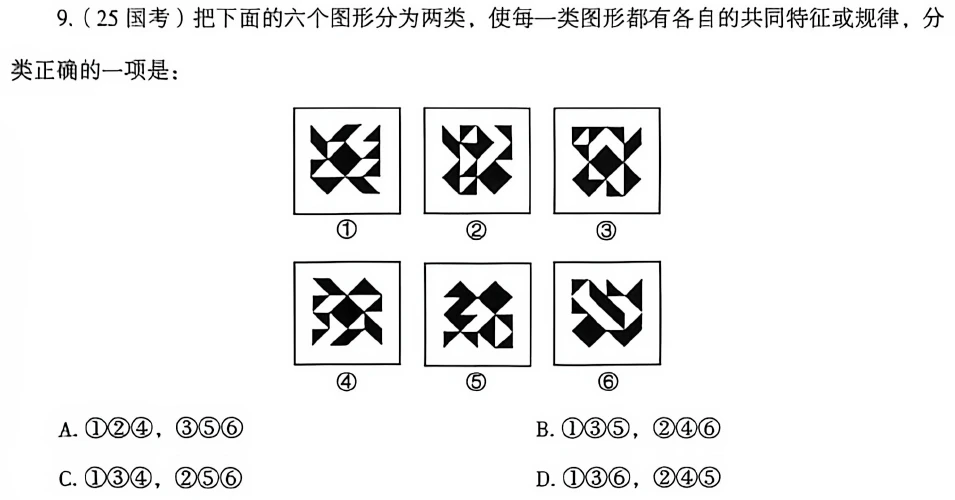 9.（25 国考）把下面的六个图形分为两类，使每一类图形都有各自的共同特征或规律，分
类正确的一项是：
① ② ③
④ ⑤ ⑥
A. ①②④，③⑤⑥ B. ①③⑤，②④⑥
C. ①③④，②⑤⑥ D. ①③⑥，②④⑤